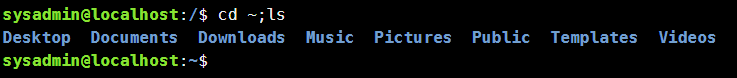 sysadmin@localhost:/$ cd ~;ls
Desktop  Documents  Downloads  Music  Pictures  Public  Templates  Videos
sysadmin@localhost:~$